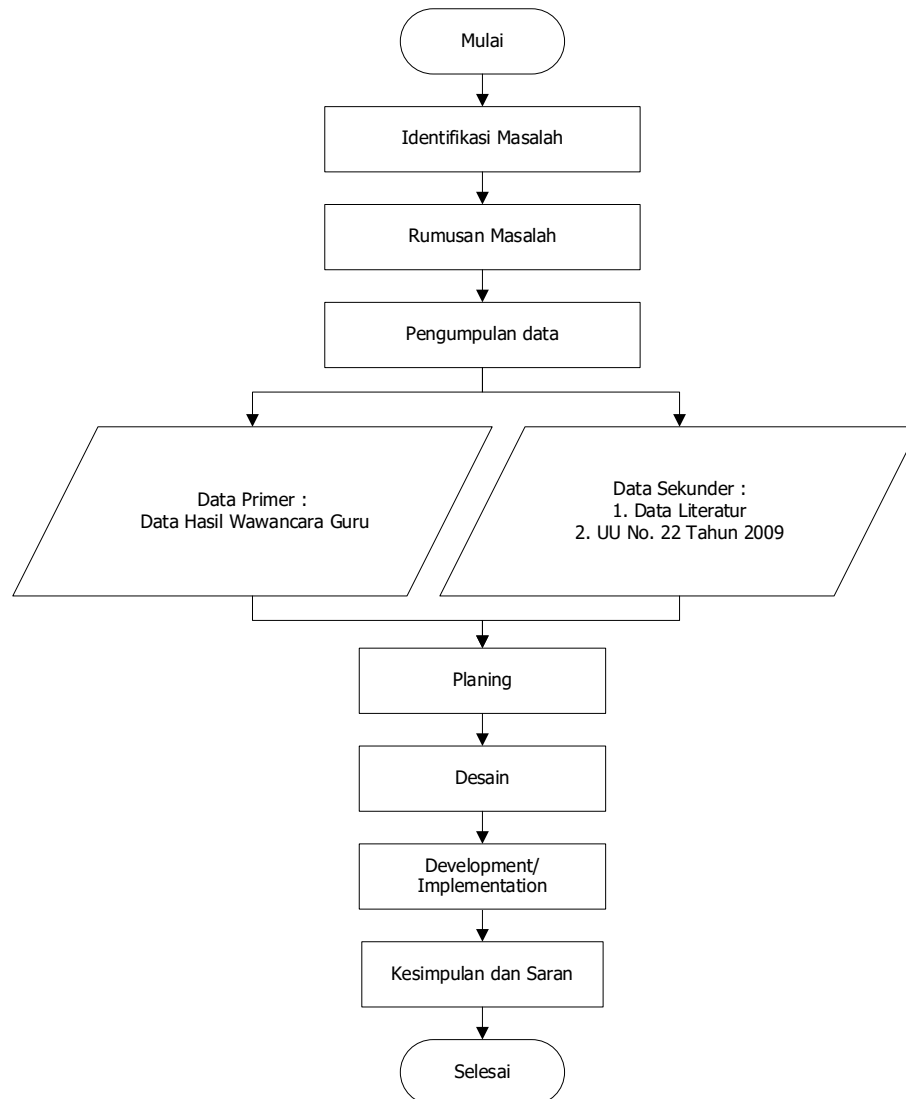 Mulai
Identifikasi Masalah
Rumusan Masalah
Pengumpulan data
Data Primer :
Data Hasil Wawancara Guru
Data Sekunder :
1. Data Literatur
2. UU No. 22 Tahun 2009
Planing
Desain
Development/
Implementation
Kesimpulan dan Saran
Selesai